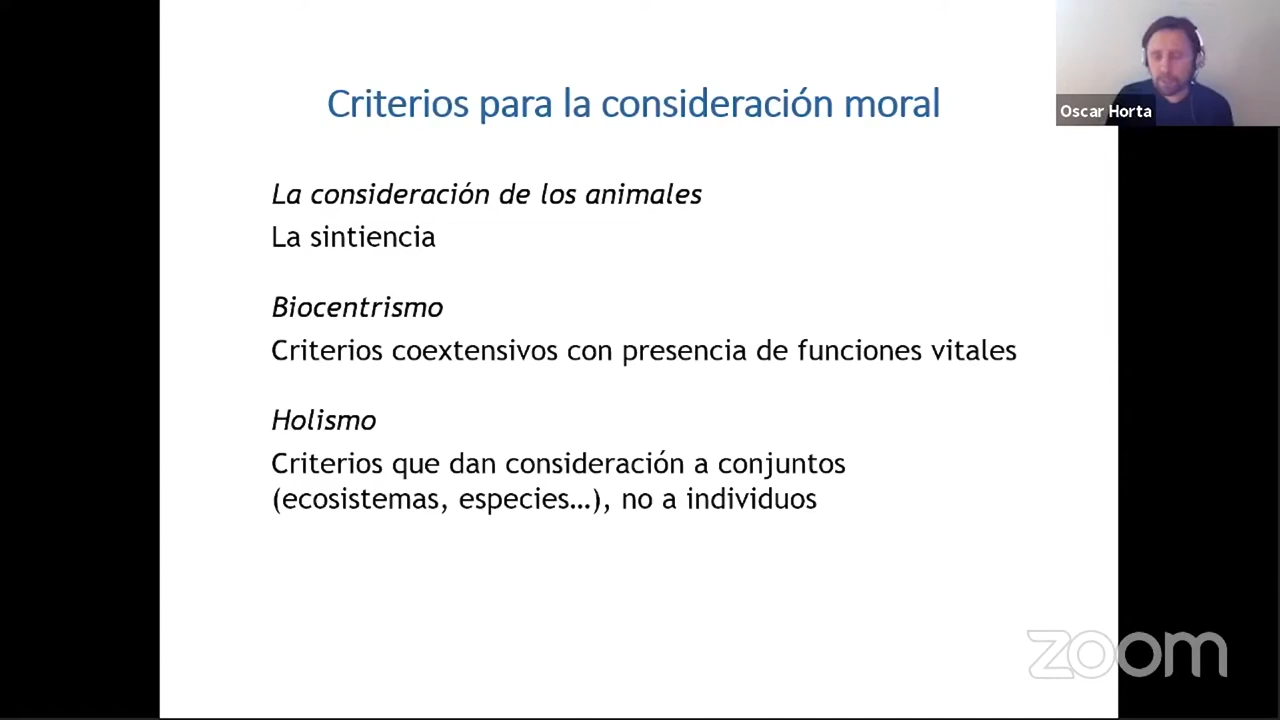 Criterios para la consideración moral
Oscar Horta
La consideración de los animales
La sintiencia
Biocentrismo
Criterios coextensivos con presencia de funciones vitales
Holismo
Criterios que dan consideración a conjuntos
(ecosistemas, especies…), no a individuos
zoom